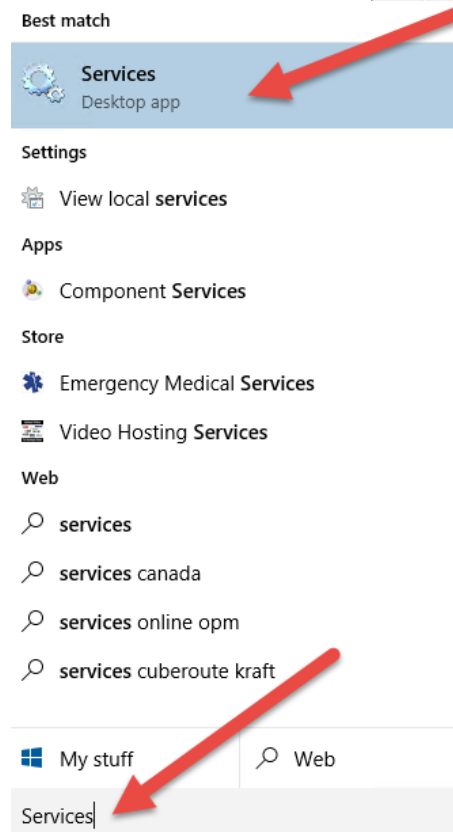 Best match
Services
Desktop app
Settings
View local services
Apps
Component Services
Store
Emergency Medical Services
Video Hosting Services
Web
services
services canada
services online opm
services cuberoute kraft
My stuff
Web
Services